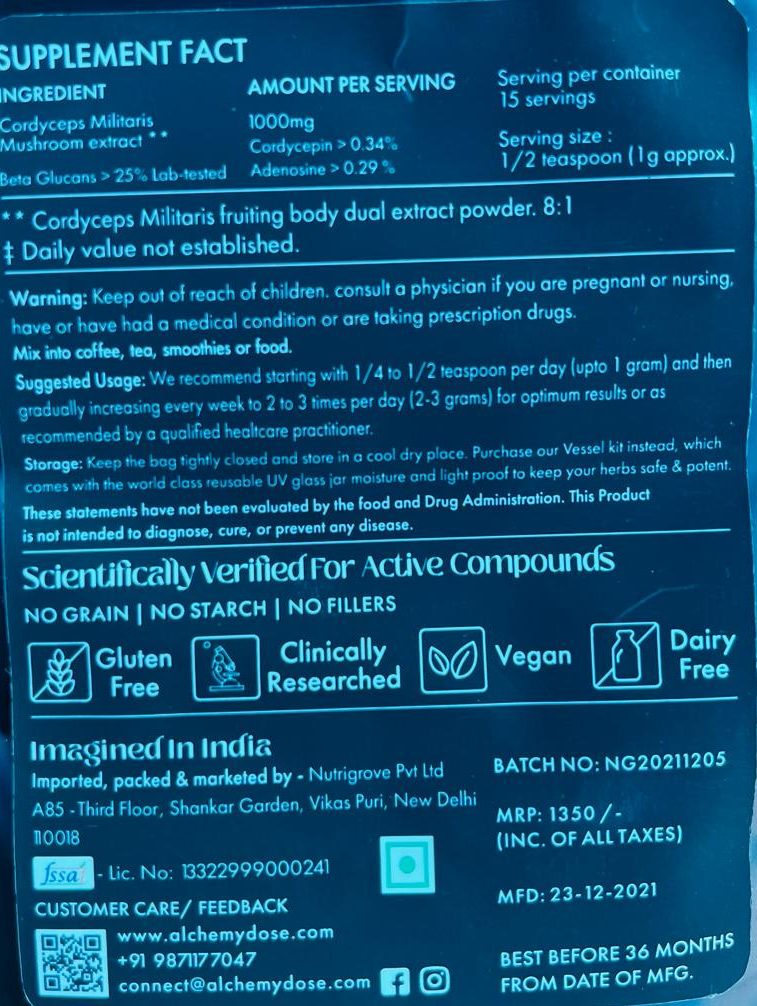 SUPPLEMENT FACT
INGREDIENT
AMOUNT PER SERVING
Serving per container
15 servings
Cordyceps Militaris
Mushroom extract **
1000mg
Cordycepin > 0.34%
Serving size :
1/2 teaspoon (1g approx.)
Beta Glucans > 25% Lab-tested
Adenosine > 0.29 %
** Cordyceps Militaris fruiting body dual extract powder. 8:1
‡ Daily value not established.
Warning: Keep out of reach of children. consult a physician if you are pregnant or nursing,
have or have had a medical condition or are taking prescription drugs.
Mix into coffee, tea, smoothies or food.
Suggested Usage: We recommend starting with 1/4 to 1/2 teaspoon per day (upto 1 gram) and then
gradually increasing every week to 2 to 3 times per day (2-3 grams) for optimum results or as
recommended by a qualified healtcare practitioner.
Storage: Keep the bag tightly closed and store in a cool dry place. Purchase our Vessel kit instead, which
comes with the world class reusable UV glass jar moisture and light proof to keep your herbs safe & potent.
These statements have not been evaluated by the food and Drug Administration. This Product
is not intended to diagnose, cure, or prevent any disease.
Scientifically Verified For Active Compounds
NO GRAIN | NO STARCH | NO FILLERS
Gluten
Free
Clinically
Researched
Vegan
Dairy
Free
Imagined In India
Imported, packed & marketed by - Nutrigrove Pvt Ltd
A85 -Third Floor, Shankar Garden, Vikas Puri, New Delhi
110018
fssai - Lic. No: 13322999000241
CUSTOMER CARE/ FEEDBACK
www.alchemydose.com
+91 9871177047
connect@alchemydose.com
BATCH NO: NG20211205
MRP: 1350 /-
(INC. OF ALL TAXES)
MFD: 23-12-2021
BEST BEFORE 36 MONTHS
FROM DATE OF MFG.